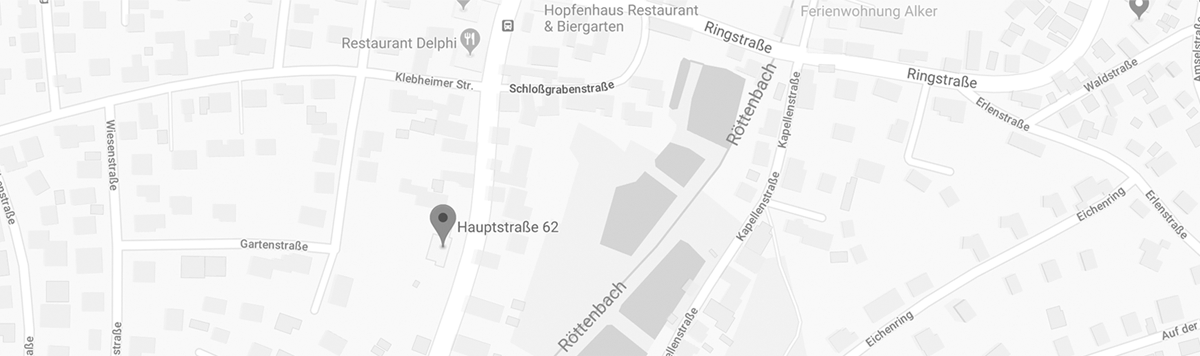 Hopfenhaus Restaurant
& Biergarten
Ferienwohnung Alker
Restaurant Delphi
Ringstraße
Ringstraße
Klebheimer Str.
Schloßgrabenstraße
Röttenbach
Kapellenstraße
Waldstraße
Amselstraße
Erlenstraße
Wiesenstraße
Kapellenstraße
Eichenring
Erlenstraße
Hauptstraße 62
Gartenstraße
Röttenbach
Eichenring
Auf der